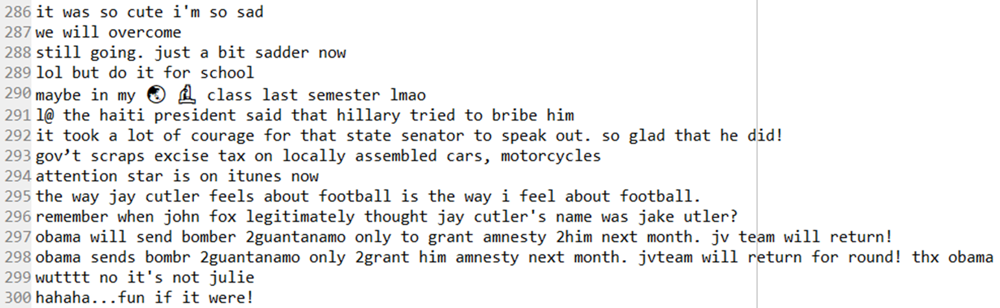 286 it was so cute i'm so sad
287 we will overcome
288 still going. just a bit sadder now
289 lol but do it for school
290 maybe in my 🌏 🗿 class last semester lmao
291 l@ the haiti president said that hillary tried to bribe him
292 it took a lot of courage for that state senator to speak out. so glad that he did!
293 gov’t scraps excise tax on locally assembled cars, motorcycles
294 attention star is on itunes now
295 the way jay cutler feels about football is the way i feel about football.
296 remember when john fox legitimately thought jay cutler's name was jake utler?
297 obama will send bomber 2guantanamo only to grant amnesty 2him next month. jv team will return!
298 obama sends bombr 2guantanamo only 2grant him amnesty next month. jvteam will return for round! thx obama
299 wutttt no it's not julie
300 hahaha...fun if it were!